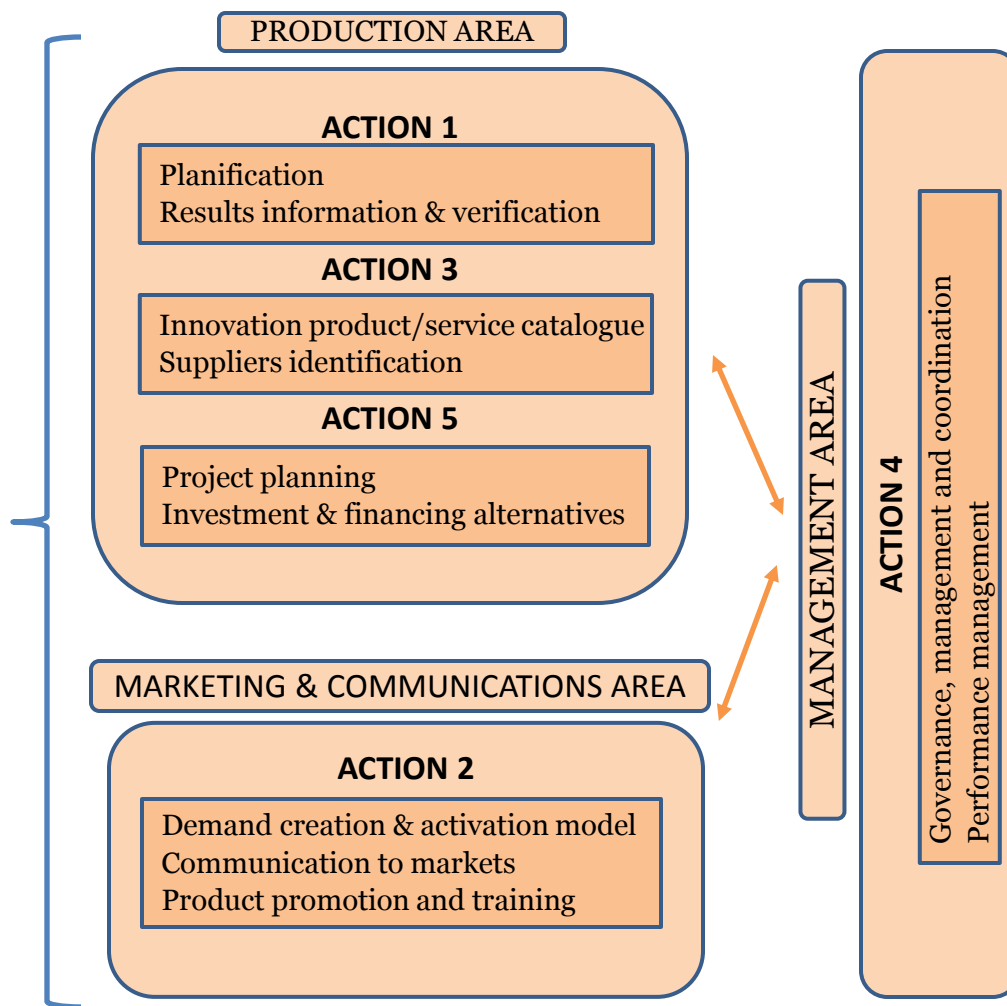 PRODUCTION AREA
ACTION 1
Planification
Results information & verification
ACTION 3
Innovation product/service catalogue
Suppliers identification
ACTION 5
Project planning
Investment & financing alternatives
MARKETING & COMMUNICATIONS AREA
ACTION 2
Demand creation & activation model
Communication to markets
Product promotion and training
MANAGEMENT AREA
ACTION 4
Governance, management and coordination
Performance management